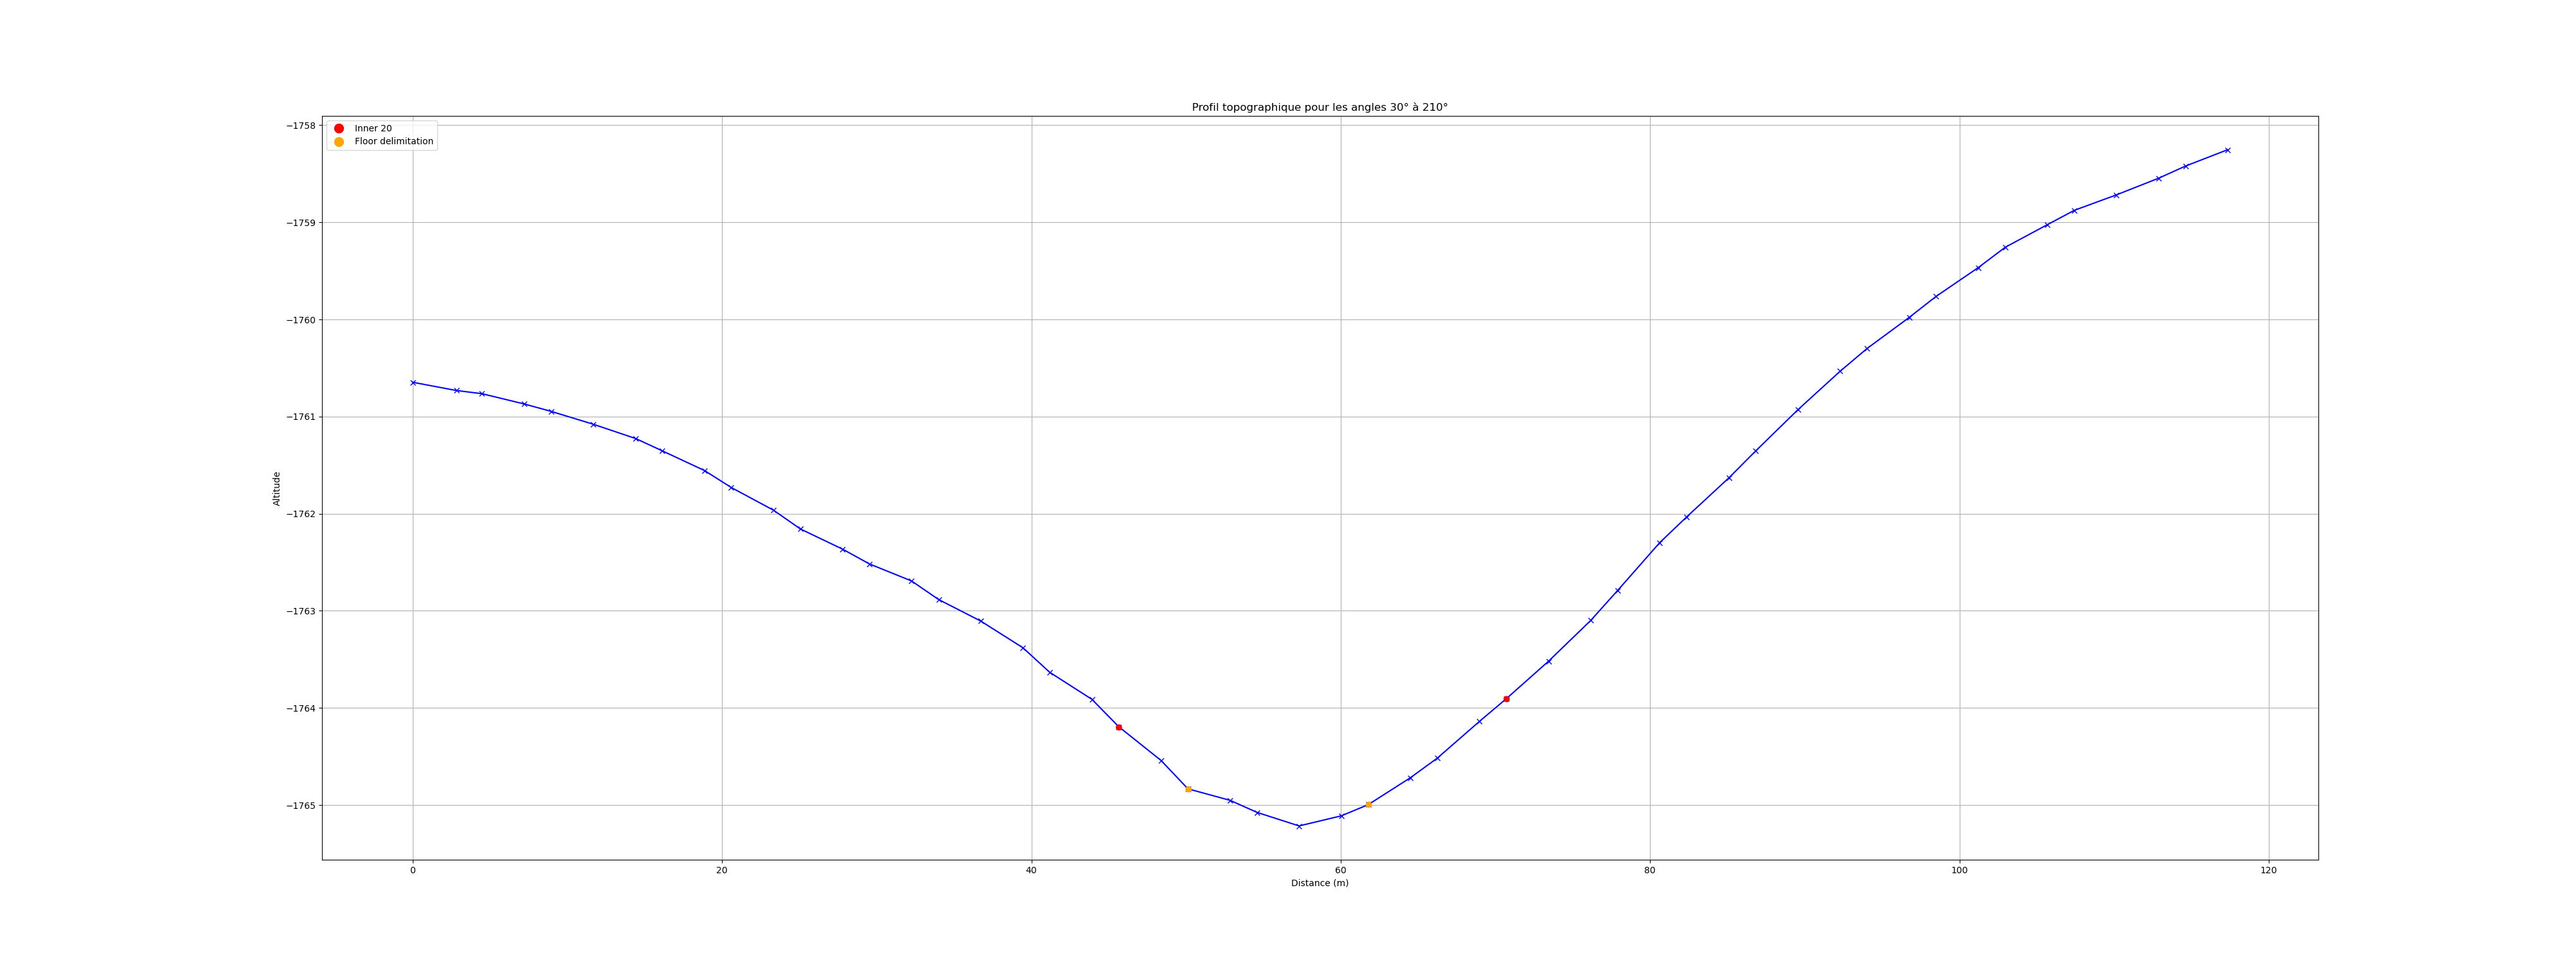 Profil topographique pour les angles 30° à 210°
Inner 20
Floor delimitation
−1758
−1759
−1760
−1761
−1762
−1763
−1764
−1765
Altitude
0 20 40 60 80 100 120
Distance (m)